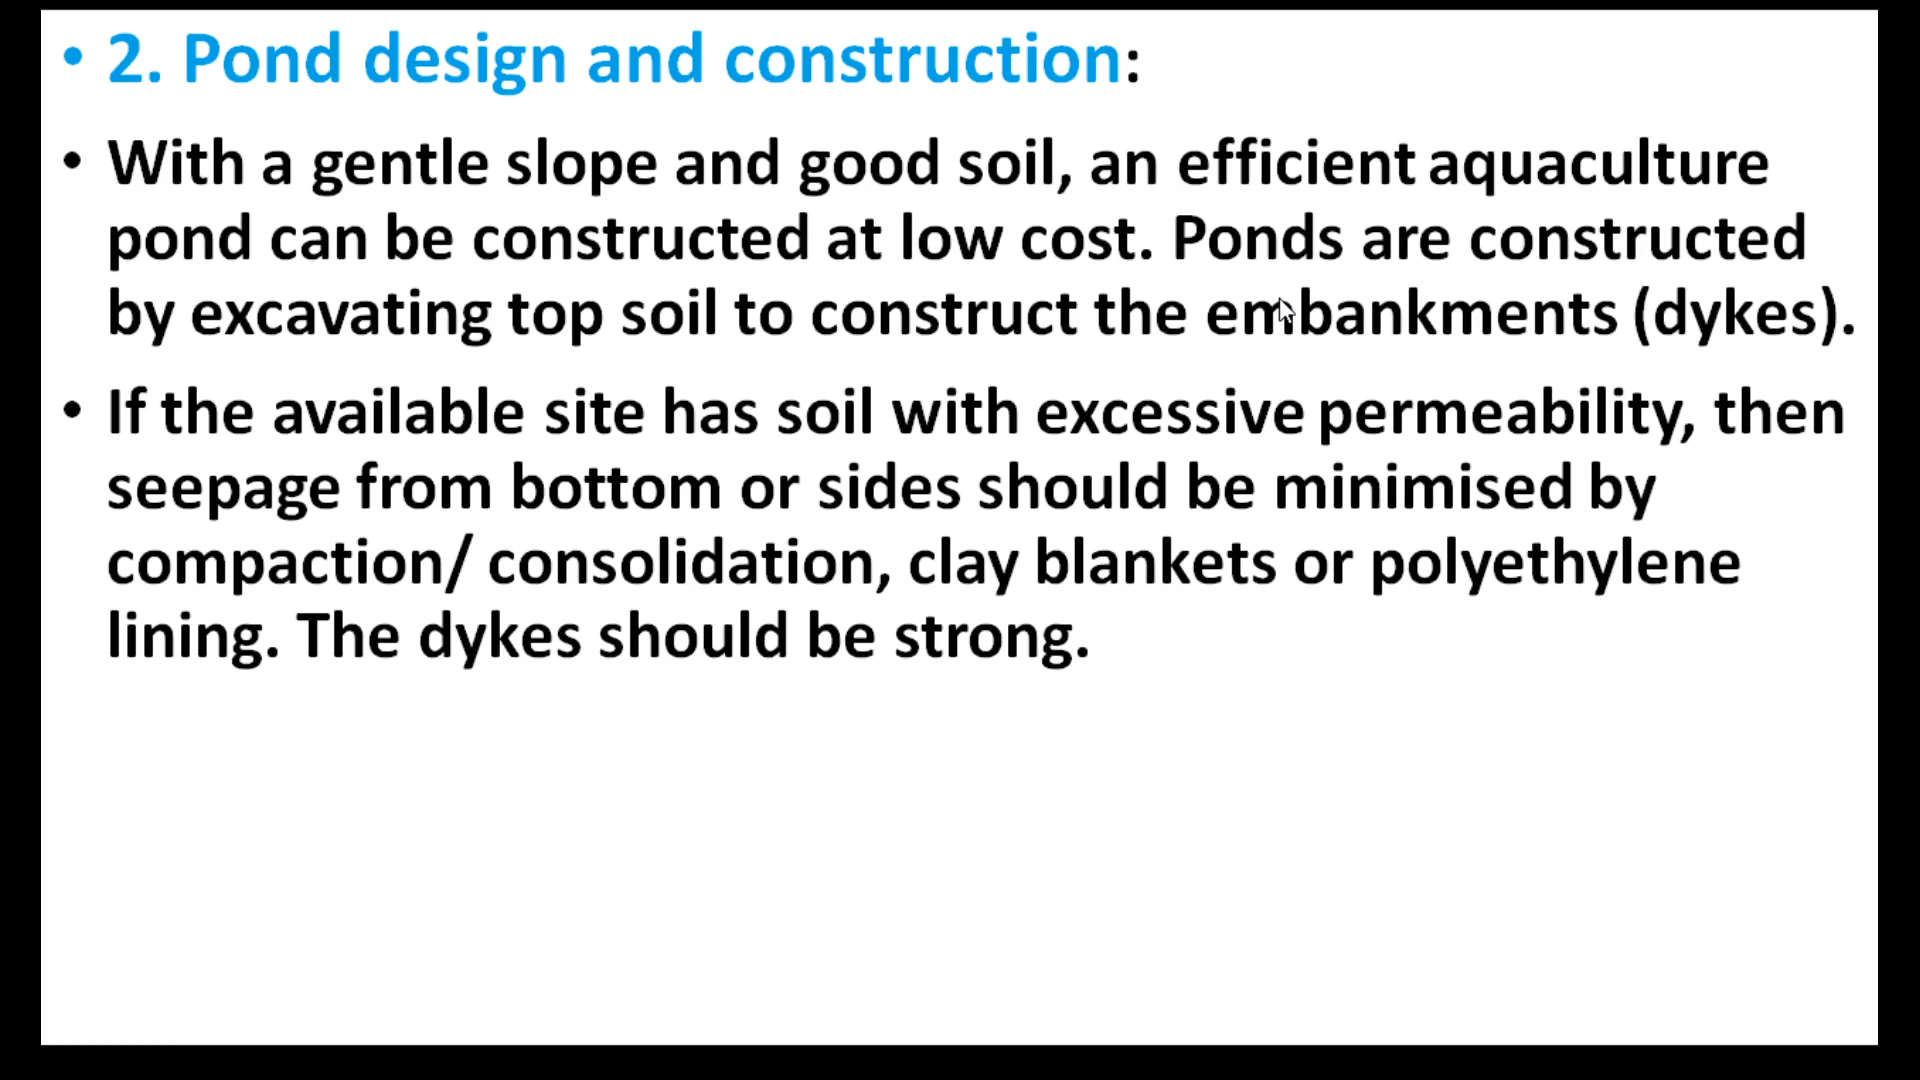 • 2. Pond design and construction:
• With a gentle slope and good soil, an efficient aquaculture
pond can be constructed at low cost. Ponds are constructed
by excavating top soil to construct the embankments (dykes).
• If the available site has soil with excessive permeability, then
seepage from bottom or sides should be minimised by
compaction/ consolidation, clay blankets or polyethylene
lining. The dykes should be strong.